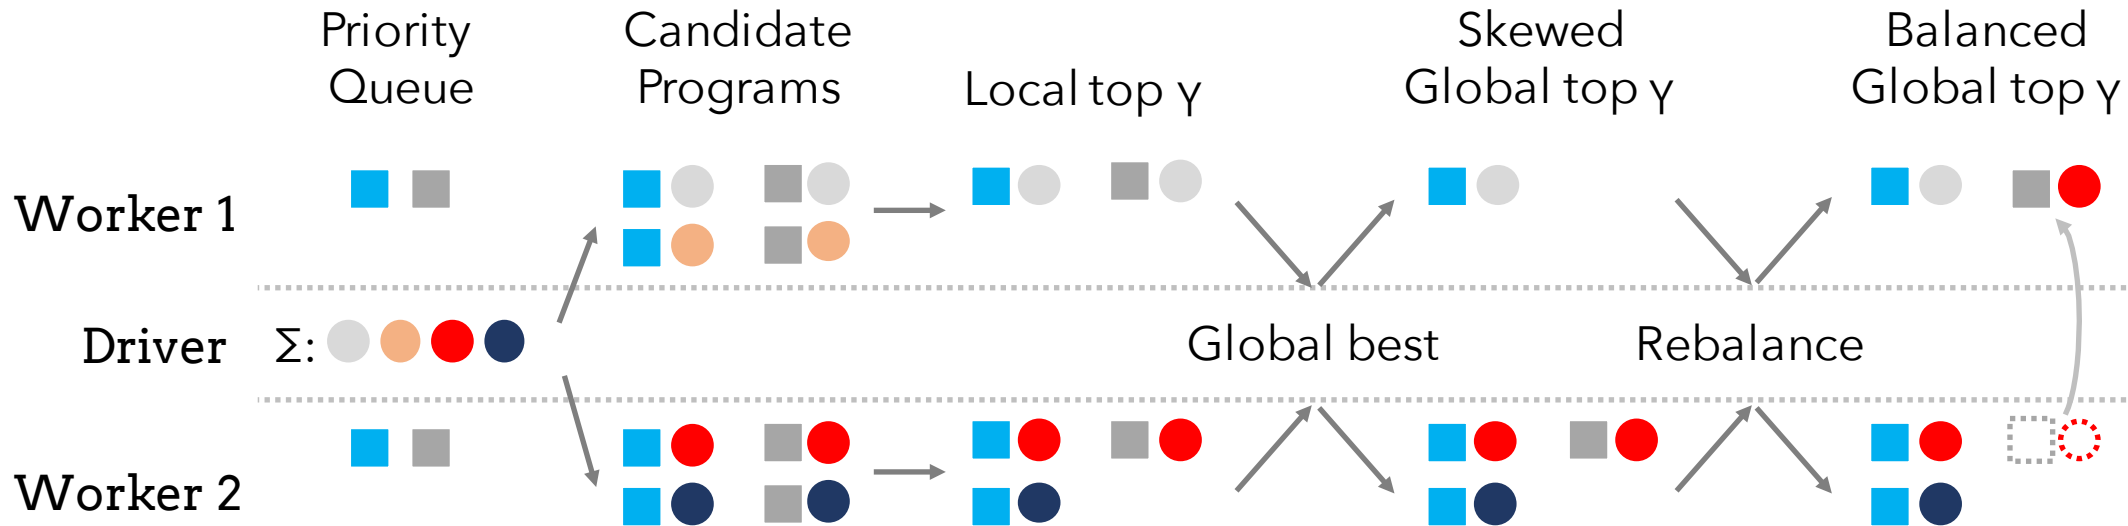 Priority
Queue
Candidate
Programs
Local top γ
Skewed
Global top γ
Balanced
Global top γ
Worker 1
Driver
Σ:
Global best
Rebalance
Worker 2